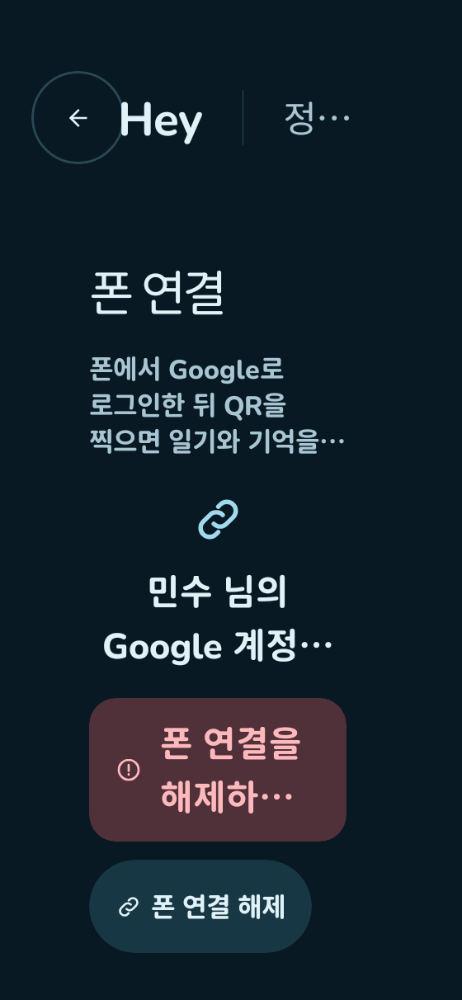 Hey
정…
폰 연결
폰에서 Google로
로그인한 뒤 QR을
찍으면 일기와 기억을…
민수 님의
Google 계정…
폰 연결을
해제하…
폰 연결 해제